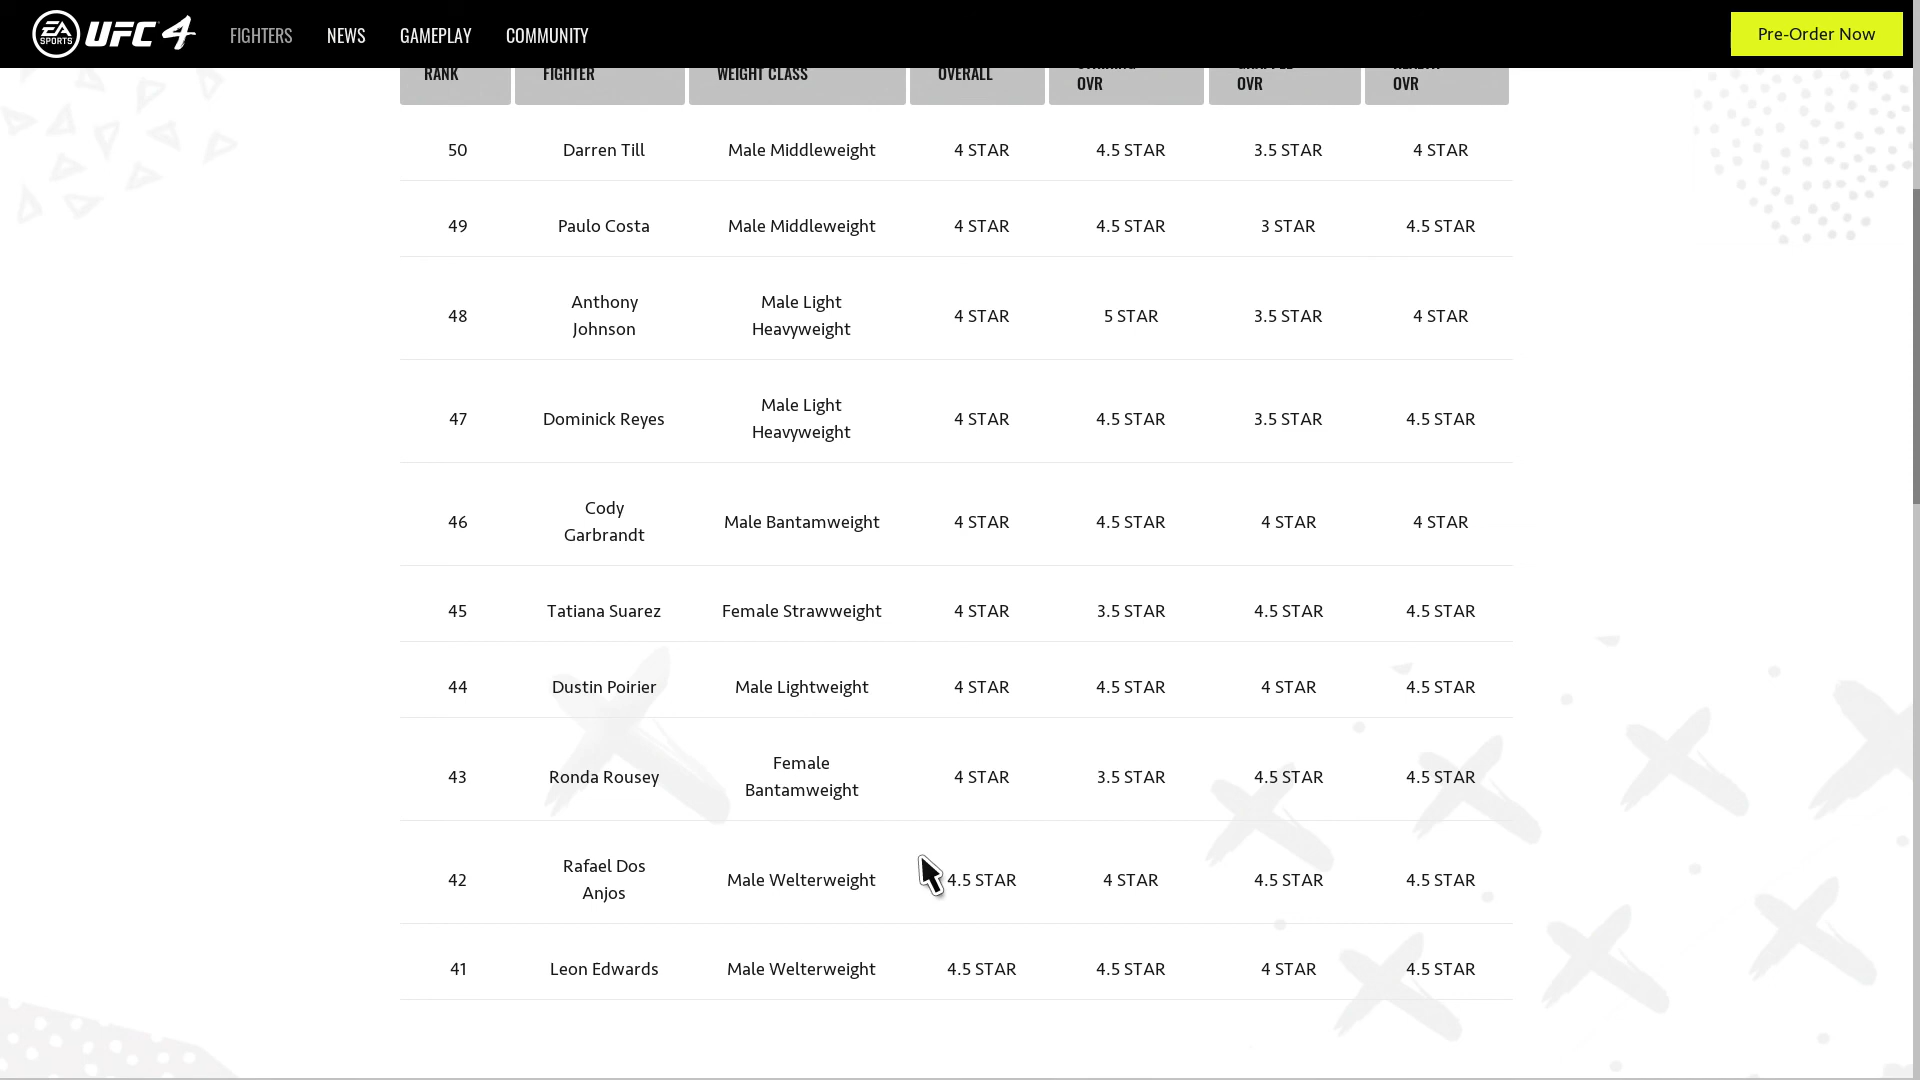 EA SPORTS UFC 4 FIGHTERS NEWS GAMEPLAY COMMUNITY Pre-Order Now
RANK FIGHTER WEIGHT CLASS OVERALL OVR OVR OVR
50 Darren Till Male Middleweight 4 STAR 4.5 STAR 3.5 STAR 4 STAR
49 Paulo Costa Male Middleweight 4 STAR 4.5 STAR 3 STAR 4.5 STAR
Anthony Male Light
48 4 STAR 5 STAR 3.5 STAR 4 STAR
Johnson Heavyweight
Male Light
47 Dominick Reyes 4 STAR 4.5 STAR 3.5 STAR 4.5 STAR
Heavyweight
Cody
46 Male Bantamweight 4 STAR 4.5 STAR 4 STAR 4 STAR
Garbrandt
45 Tatiana Suarez Female Strawweight 4 STAR 3.5 STAR 4.5 STAR 4.5 STAR
44 Dustin Poirier Male Lightweight 4 STAR 4.5 STAR 4 STAR 4.5 STAR
Female
43 Ronda Rousey 4 STAR 3.5 STAR 4.5 STAR 4.5 STAR
Bantamweight
Rafael Dos
42 Male Welterweight 4.5 STAR 4 STAR 4.5 STAR 4.5 STAR
Anjos
41 Leon Edwards Male Welterweight 4.5 STAR 4.5 STAR 4 STAR 4.5 STAR